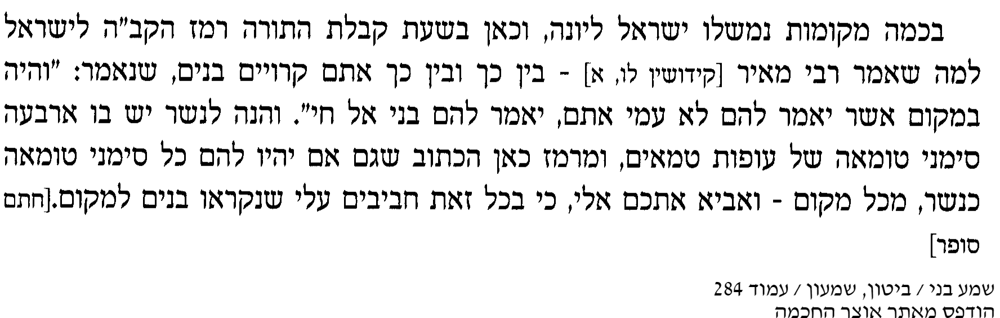 בכמה מקומות נמשלו ישראל ליונה, וכאן בשעת קבלת התורה רמז הקב"ה לישראל
למה שאמר רבי מאיר [קידושין לו, א] - בין כך ובין כך אתם קרויים בנים, שנאמר: "והיה
במקום אשר יאמר להם לא עמי אתם, יאמר להם בני אל חי". והנה לנשר יש בו ארבעה
סימני טומאה של עופות טמאים, ומרמז כאן הכתוב שגם אם יהיו להם כל סימני טומאה
כנשר, מכל מקום - ואביא אתכם אלי, כי בכל זאת חביבים עלי שנקראו בנים למקום.[חתם
סופר]
שמע בני / ביטון, שמעון / עמוד 284
הודפס מאתר אוצר החכמה